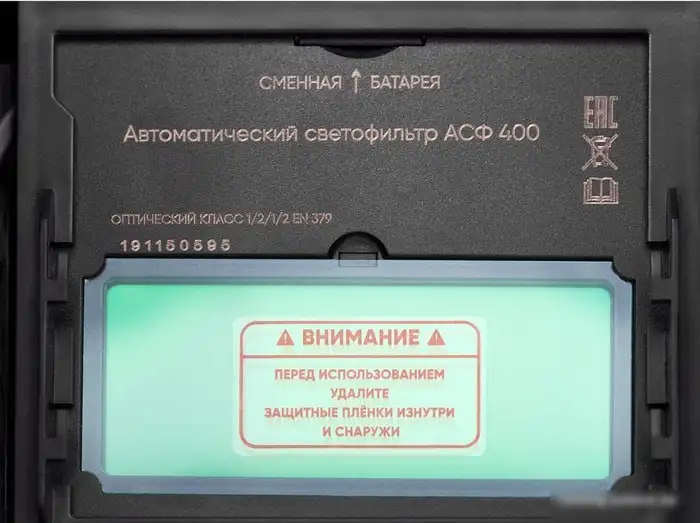 СМЕННАЯ ↑ БАТАРЕЯ
Автоматический светофильтр АСФ 400
EAC
ОПТИЧЕСКИЙ КЛАСС 1/2/1/2 EN 379
191150595
⚠ ВНИМАНИЕ ⚠
ПЕРЕД ИСПОЛЬЗОВАНИЕМ
УДАЛИТЕ
ЗАЩИТНЫЕ ПЛЁНКИ ИЗНУТРИ
И СНАРУЖИ